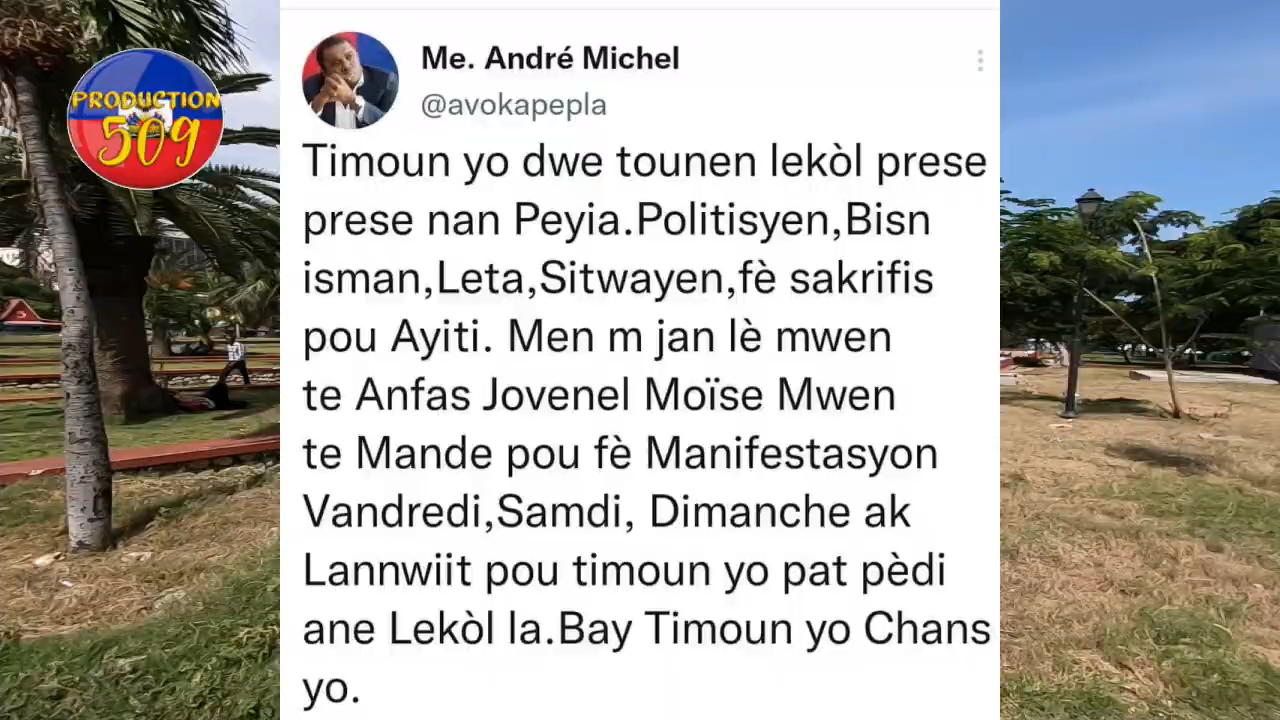 PRODUCTION
509
Me. André Michel
@avokapepla
Timoun yo dwe tounen lekòl prese
prese nan Peyia.Politisyen,Bisn
isman,Leta,Sitwayen,fè sakrifis
pou Ayiti. Men m jan lè mwen
te Anfas Jovenel Moïse Mwen
te Mande pou fè Manifestasyon
Vandredi,Samdi, Dimanche ak
Lannwiit pou timoun yo pat pèdi
ane Lekòl la.Bay Timoun yo Chans
yo.